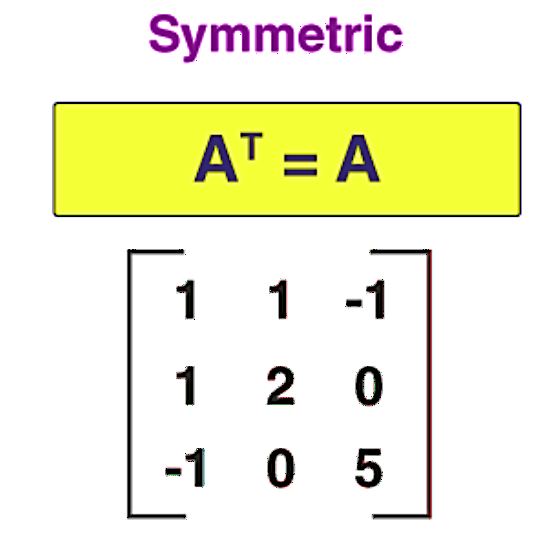 Symmetric
Aᵀ = A
1 1 -1
1 2 0
-1 0 5